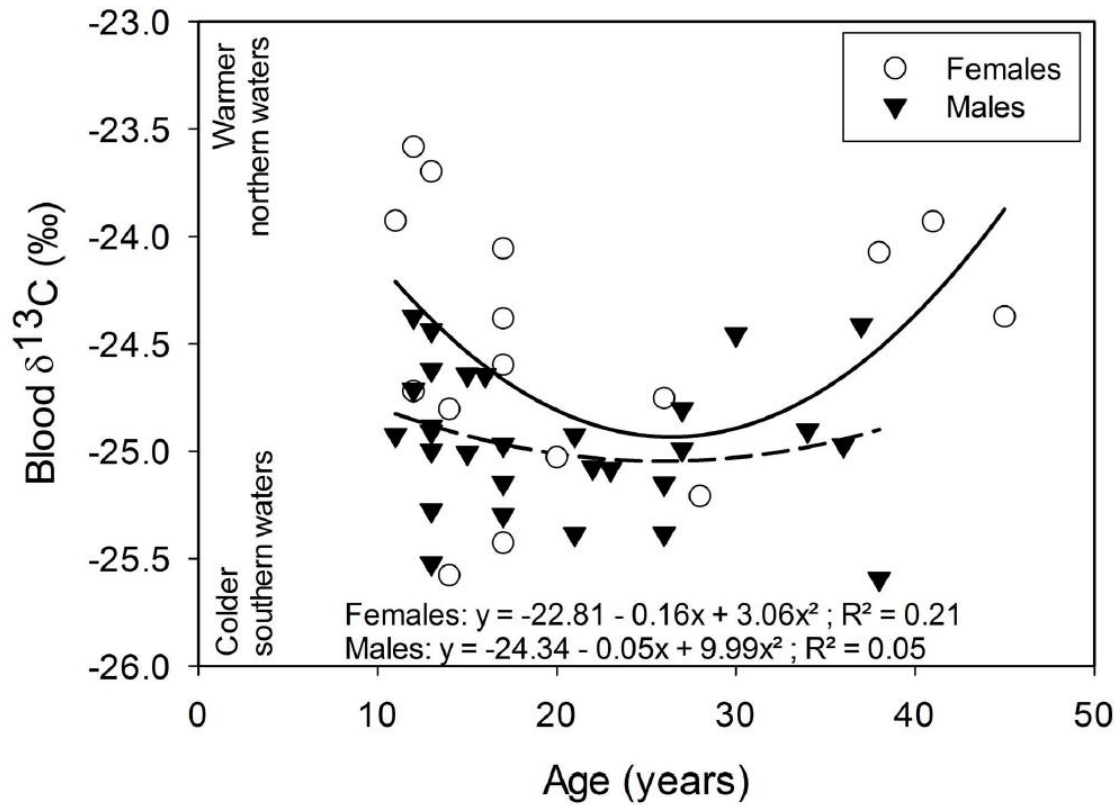 -23.0
-23.5
-24.0
-24.5
-25.0
-25.5
-26.0
Blood δ¹³C (‰)
Warmer
northern waters
Colder
southern waters
Females
Males
Females: y = -22.81 - 0.16x + 3.06x² ; R² = 0.21
Males: y = -24.34 - 0.05x + 9.99x² ; R² = 0.05
0 10 20 30 40 50
Age (years)